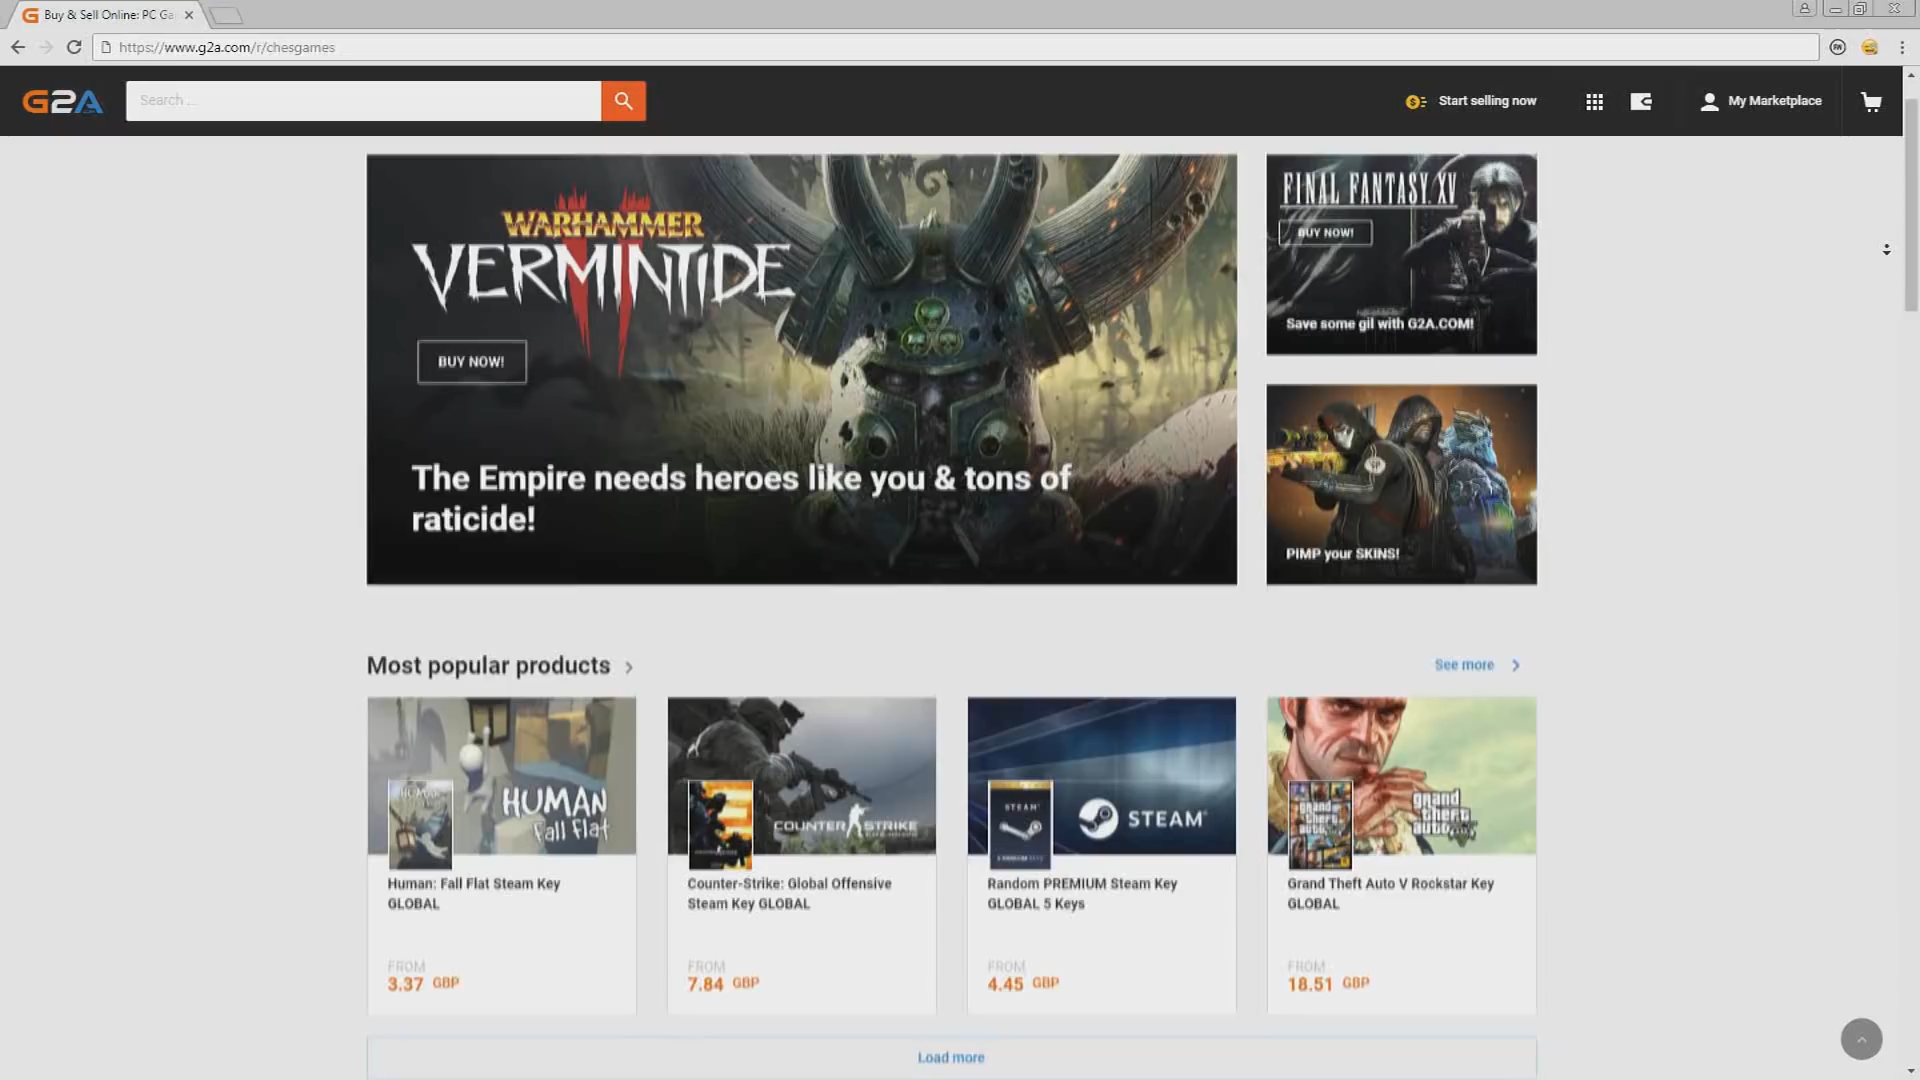 Buy & Sell Online: PC Ga
https://www.g2a.com/r/chesgames
G2A
Search ...
Start selling now
My Marketplace
WARHAMMER
VERMINTIDE
BUY NOW!
The Empire needs heroes like you & tons of
raticide!
FINAL FANTASY XV
BUY NOW!
Save some gil with G2A.COM!
PIMP your SKINS!
Most popular products
See more
HUMAN
Fall Flat
COUNTER STRIKE
STEAM
STEAM
grand
theft
auto
Human: Fall Flat Steam Key
GLOBAL
Counter-Strike: Global Offensive
Steam Key GLOBAL
Random PREMIUM Steam Key
GLOBAL 5 Keys
Grand Theft Auto V Rockstar Key
GLOBAL
FROM
3.37 GBP
FROM
7.84 GBP
FROM
4.45 GBP
FROM
18.51 GBP
Load more